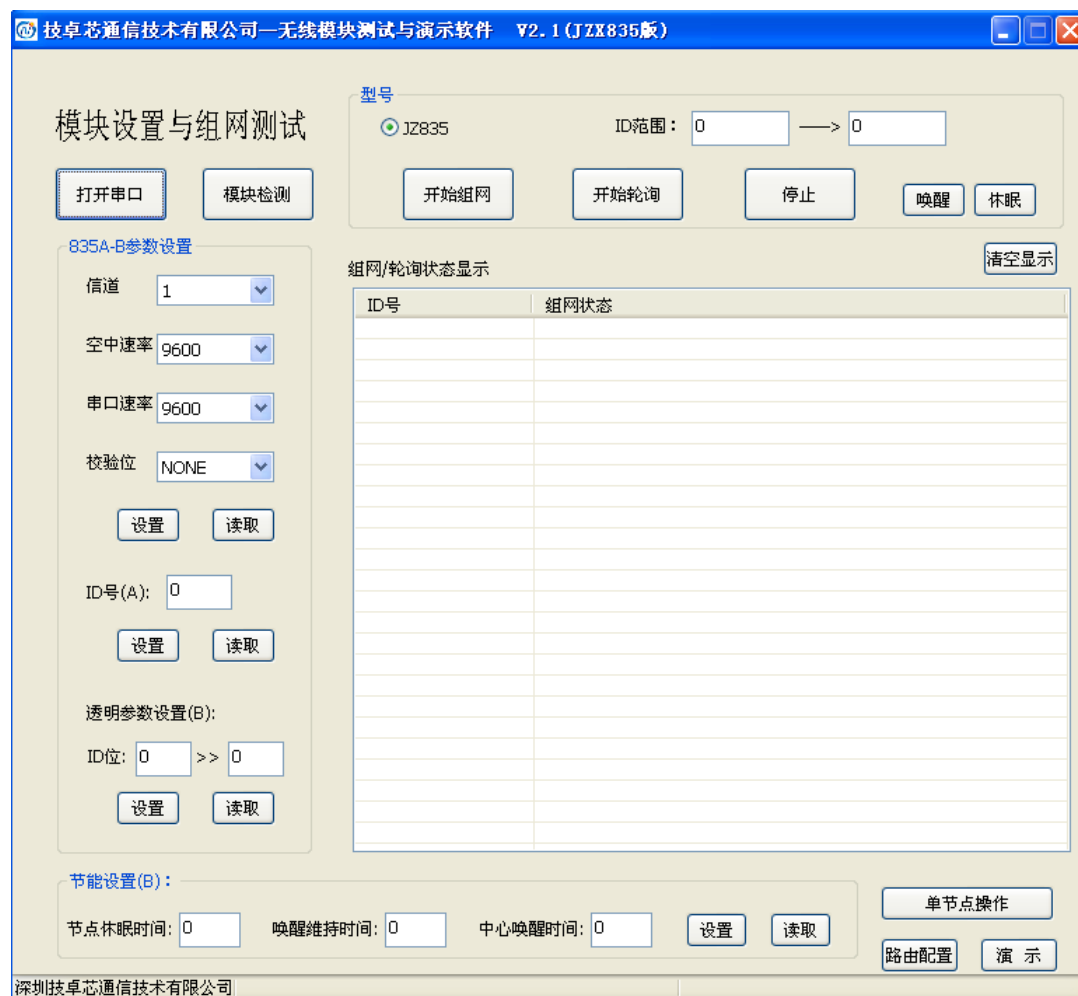 技卓芯通信技术有限公司—无线模块测试与演示软件 V2.1(JZX835版)
模块设置与组网测试
型号
JZ835 ID范围： 0 ——> 0
打开串口 模块检测 开始组网 开始轮询 停止 唤醒 休眠
835A-B参数设置
清空显示
组网/轮询状态显示
ID号 组网状态
信道 1
空中速率 9600
串口速率 9600
校验位 NONE
设置 读取
ID号(A): 0
设置 读取
透明参数设置(B):
ID位: 0 >> 0
设置 读取
节能设置(B)：
节点休眠时间: 0 唤醒维持时间: 0 中心唤醒时间: 0 设置 读取
单节点操作
路由配置 演 示
深圳技卓芯通信技术有限公司